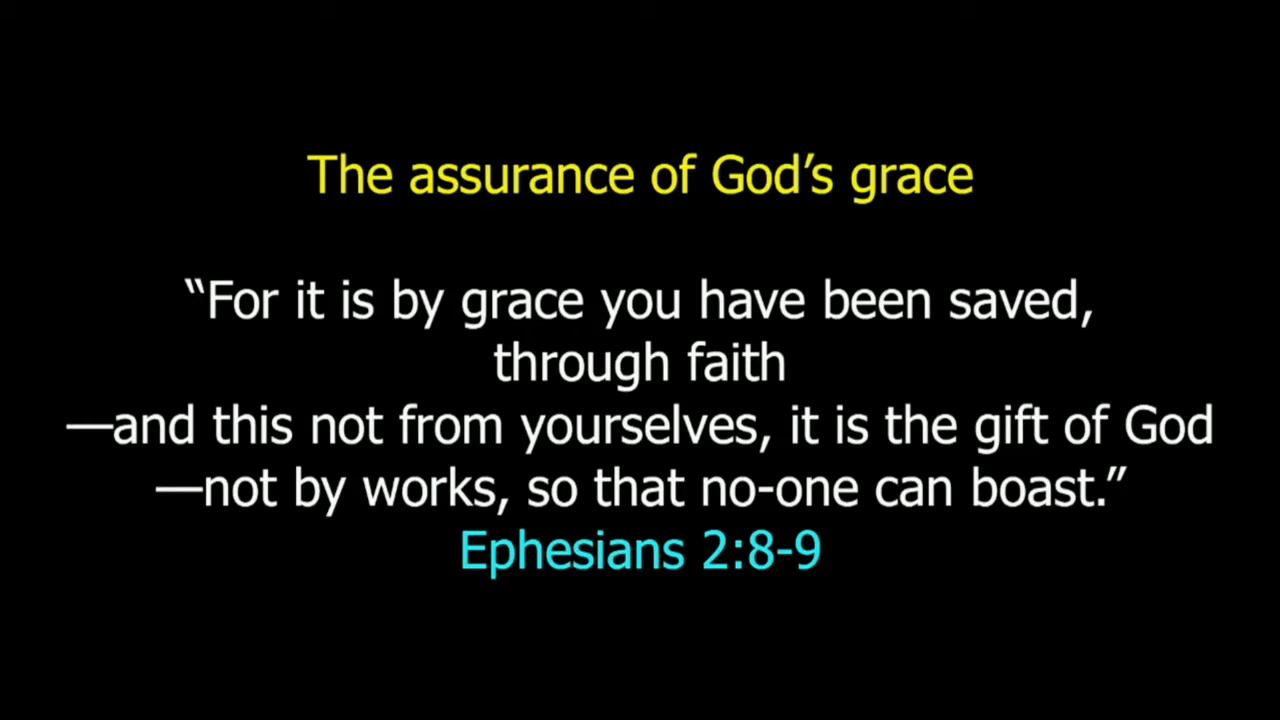 The assurance of God’s grace
“For it is by grace you have been saved,
through faith
—and this not from yourselves, it is the gift of God
—not by works, so that no-one can boast.”
Ephesians 2:8-9